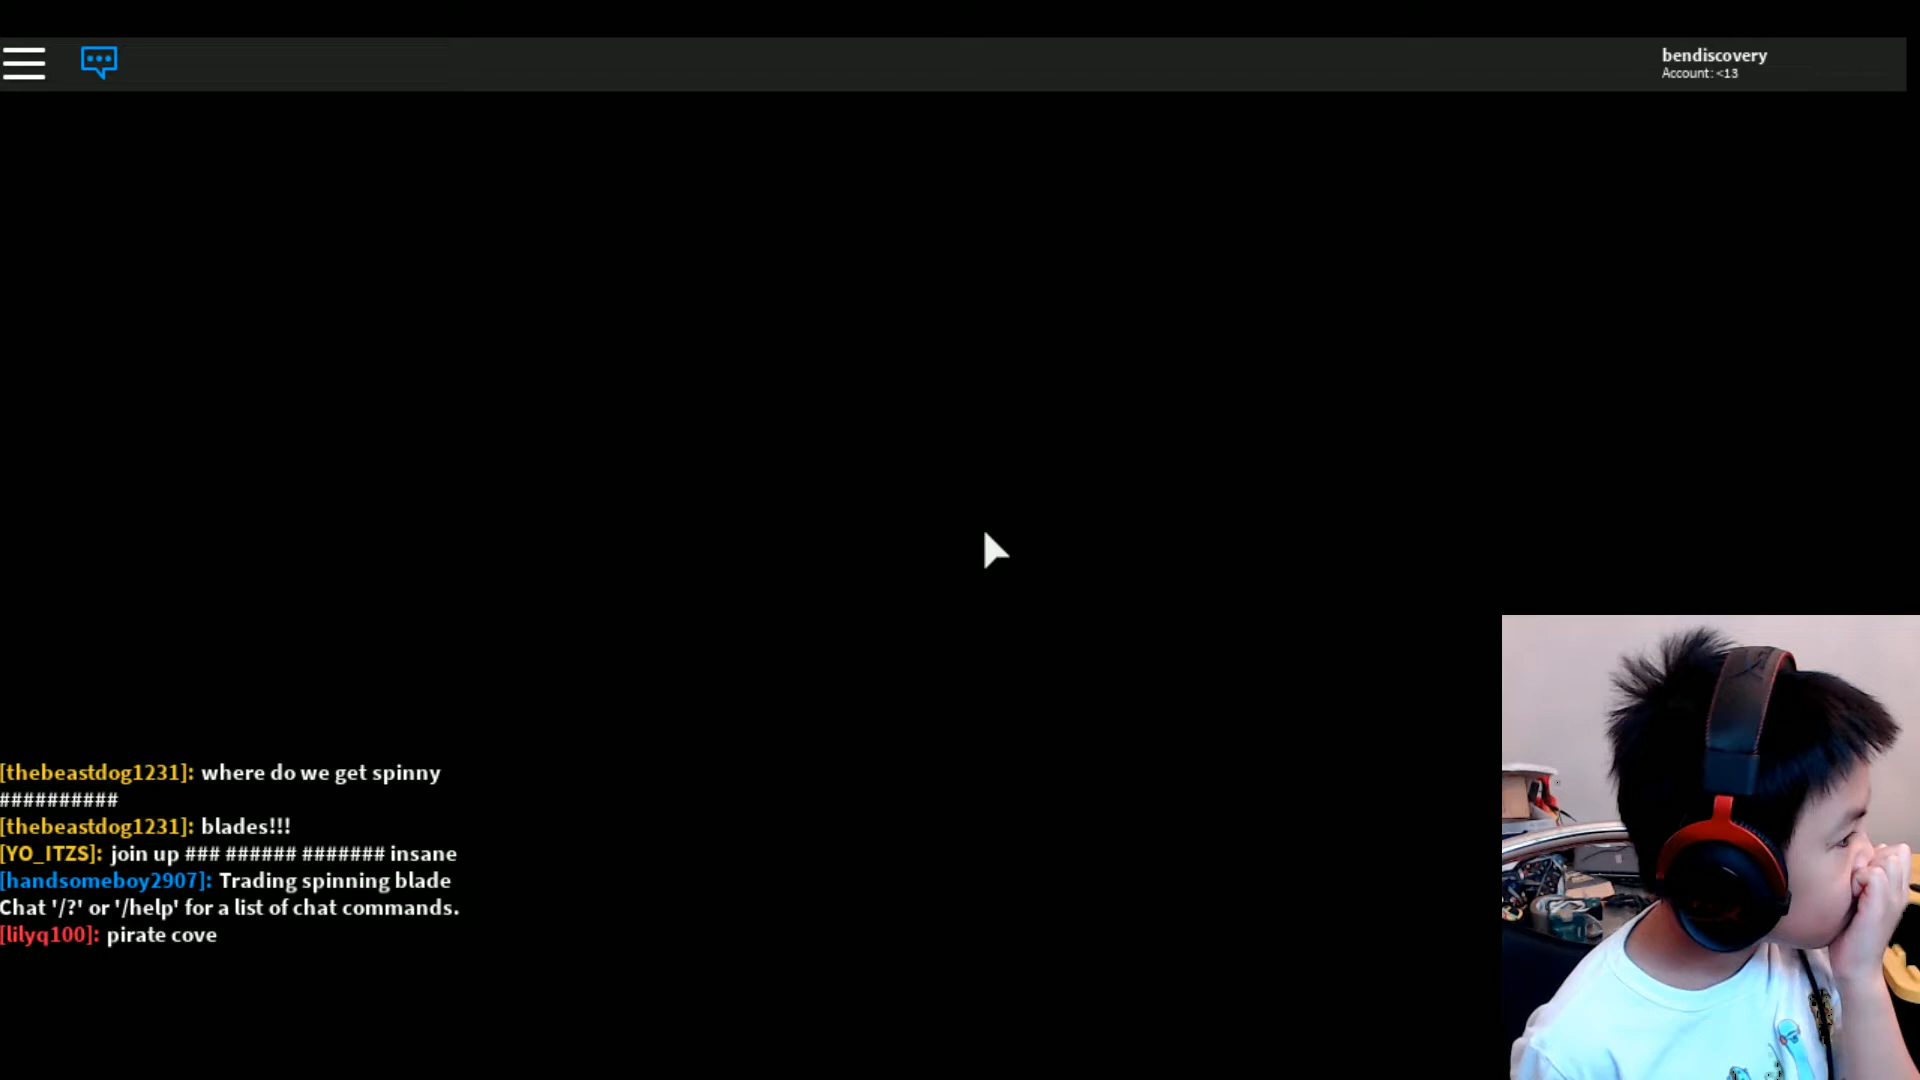 bendiscovery
Account: <13
[thebeastdog1231]: where do we get spinny
##########
[thebeastdog1231]: blades!!!
[YO_ITZS]: join up ### ###### ####### insane
[handsomeboy2907]: Trading spinning blade
Chat '/?' or '/help' for a list of chat commands.
[lilyq100]: pirate cove